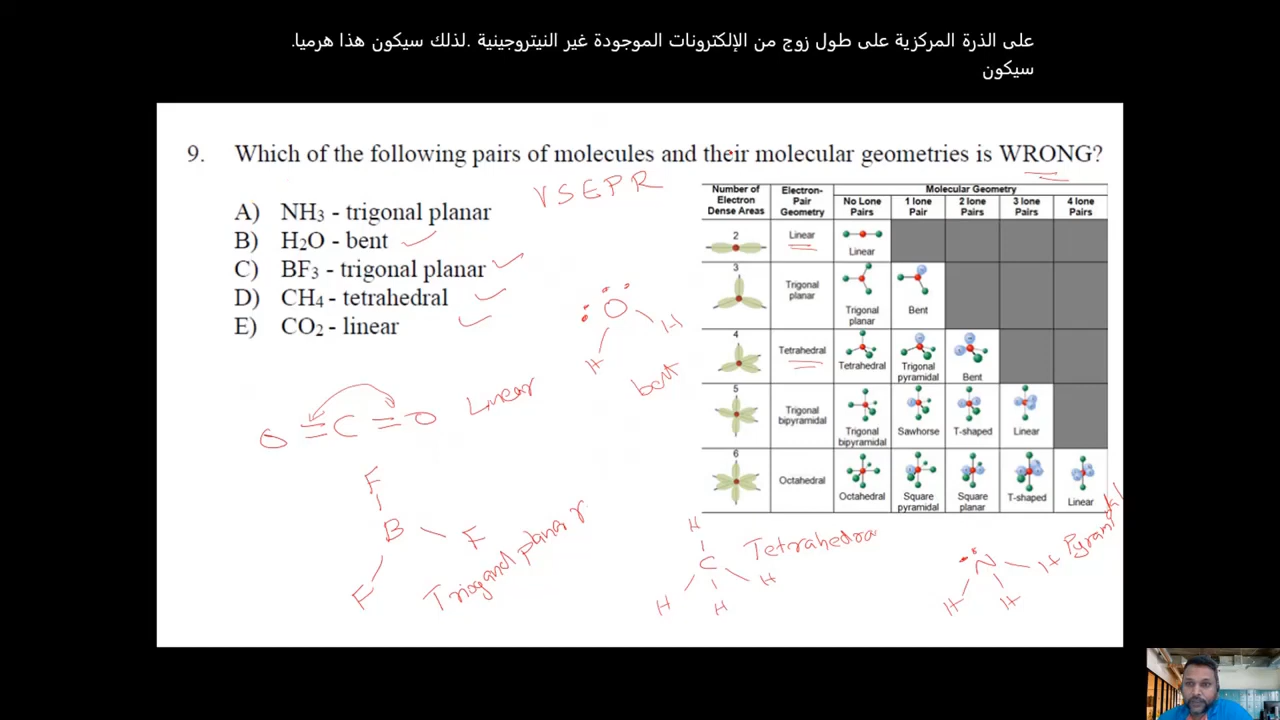 على الذرة المركزية على طول زوج من الإلكترونات الموجودة غير النيتروجينية .لذلك سيكون هذا هرميا.
سيكون
9. Which of the following pairs of molecules and their molecular geometries is WRONG?
VSEPR
A) NH3 - trigonal planar
B) H2O - bent
C) BF3 - trigonal planar
D) CH4 - tetrahedral
E) CO2 - linear
Number of Electron Dense Areas
Electron-Pair Geometry
Molecular Geometry
No Lone Pairs
1 lone Pair
2 lone Pairs
3 lone Pairs
4 lone Pairs
2
Linear
Linear
3
Trigonal planar
Trigonal planar
Bent
4
Tetrahedral
Tetrahedral
Trigonal pyramidal
Bent
5
Trigonal bipyramidal
Trigonal bipyramidal
Sawhorse
T-shaped
Linear
6
Octahedral
Octahedral
Square pyramidal
Square planar
T-shaped
Linear
O
H
H
bent
O = C = O
Linear
F
B
F
F
Triogand planar
H
C
H
H
H
Tetrahedra
N
H
H
H
Pyramidal